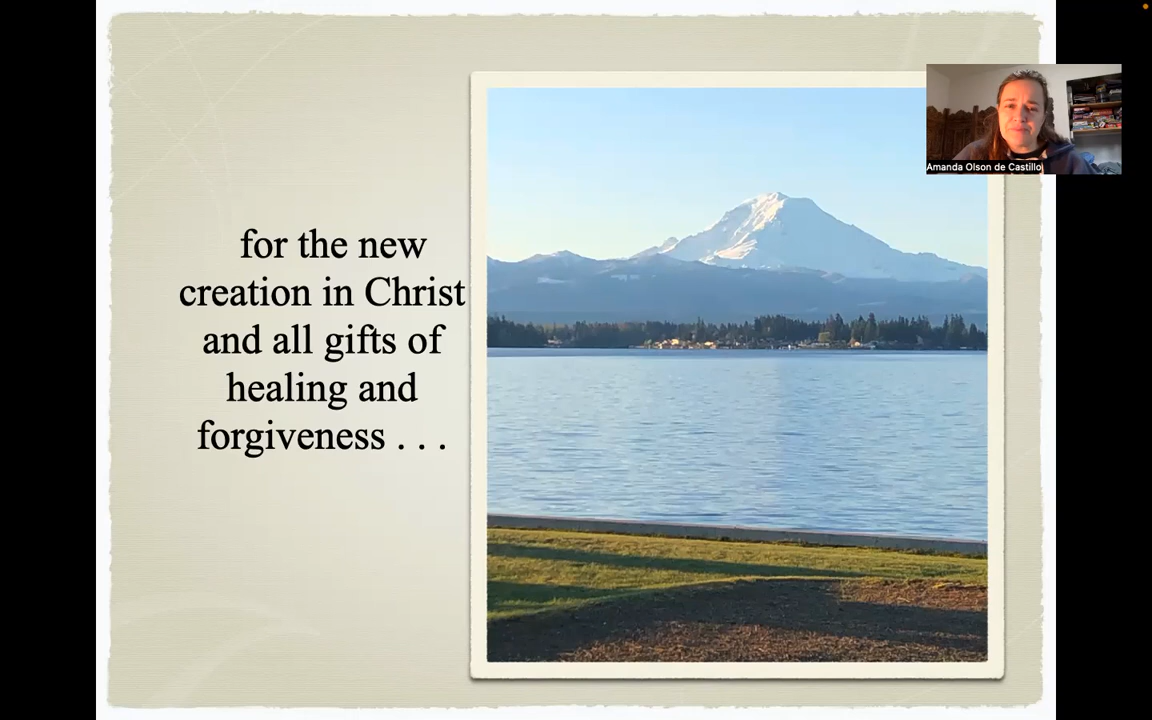 for the new
creation in Christ
and all gifts of
healing and
forgiveness . . .
Amanda Olson de Castillo